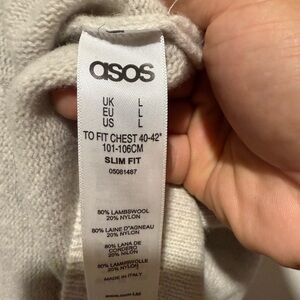 asos
UK L
EU L
US L
TO FIT CHEST 40-42"
101-106CM
SLIM FIT
05081487
80% LAMBSWOOL
20% NYLON
80% LAINE D'AGNEAU
20% NYLON
80% LANA DE
CORDERO
20% NILON
80% LAMMWOLLE
20% NYLON
MADE IN ITALY